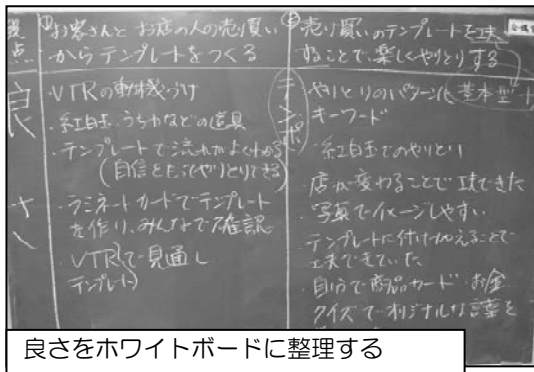 視点
①お客さんとお店の人の売り買い
からテンプレートをつくる
良さ
・VTRの動機づけ
・紅白玉、うちわなどの道具
・テンプレートで流れがよくわかる
(自信をもってやりとりできる)
・ラミネートカードでテンプレート
を作り、みんなで確認
・VTR
テンプレート
で見通し
②売り買いのテンプレートを工夫
することで、楽しくやりとりする
テンポ
・やりとりのパターン化 基本型
キーワード
・紅白玉でのやりとり
・店が変わることで工夫できた
・写真でイメージしやすい
・テンプレートに付け加えることで
工夫できていた
・自分で商品カード・お金
クイズでオリジナルな言葉を
良さをホワイトボードに整理する